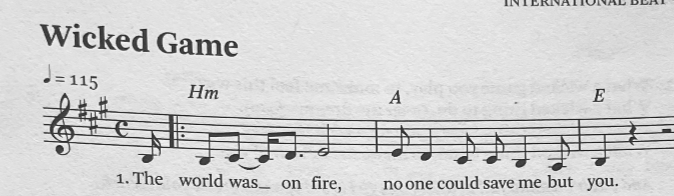 INTERNATIONAL BEAT
Wicked Game
♩= 115
Hm A E
1. The world was_ on fire, no one could save me but you.